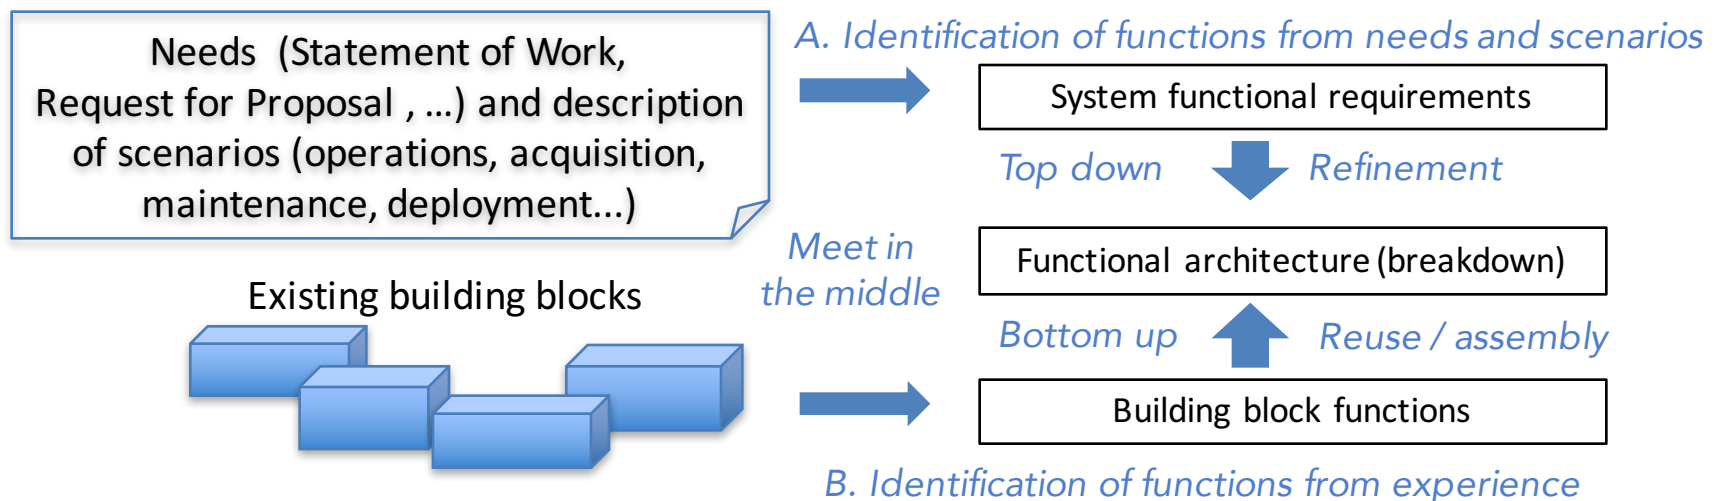 Needs (Statement of Work,
Request for Proposal , ...) and description
of scenarios (operations, acquisition,
maintenance, deployment...)
Existing building blocks
A. Identification of functions from needs and scenarios
System functional requirements
Top down
Refinement
Meet in
the middle
Functional architecture (breakdown)
Bottom up
Reuse / assembly
Building block functions
B. Identification of functions from experience